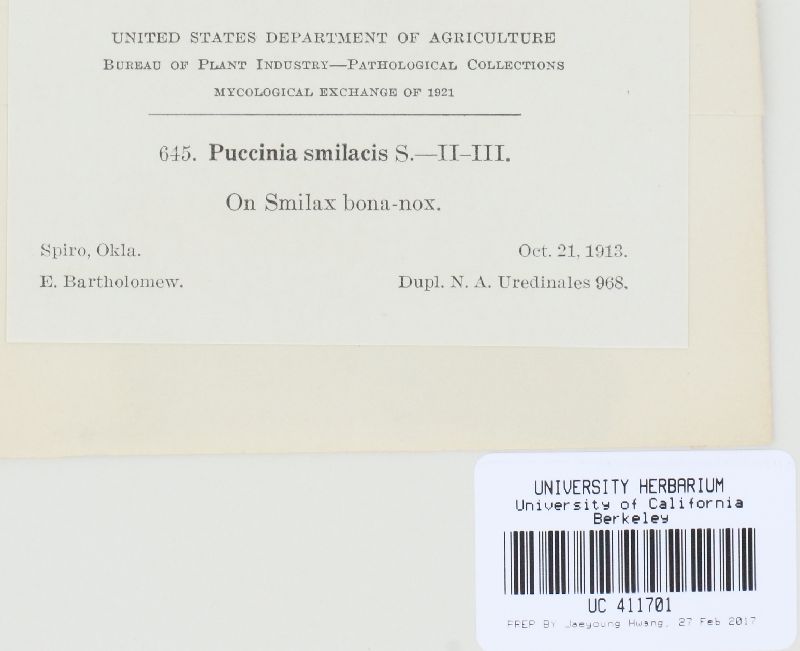 UNITED STATES DEPARTMENT OF AGRICULTURE
BUREAU OF PLANT INDUSTRY—PATHOLOGICAL COLLECTIONS
MYCOLOGICAL EXCHANGE OF 1921
645. Puccinia smilacis S.—II–III.
On Smilax bona-nox.
Spiro, Okla. Oct. 21, 1913.
E. Bartholomew. Dupl. N. A. Uredinales 968.
UNIVERSITY HERBARIUM
University of California
Berkeley
UC 411701
PREP BY Jaeyoung Hwang, 27 Feb 2017